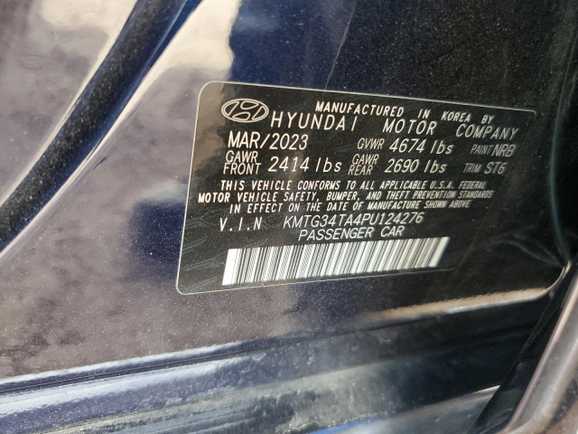 MANUFACTURED IN KOREA BY
HYUNDAI MOTOR COMPANY
MAR/2023 GVWR 4674 lbs PAINT NRB
GAWR FRONT 2414 lbs GAWR REAR 2690 lbs TRIM ST6
THIS VEHICLE CONFORMS TO ALL APPLICABLE U.S.A. FEDERAL
MOTOR VEHICLE SAFETY, BUMPER, AND THEFT PREVENTION STANDARDS
IN EFFECT ON THE DATE OF MANUFACTURE SHOWN ABOVE.
V.I.N KMTG34TA4PU124276
PASSENGER CAR